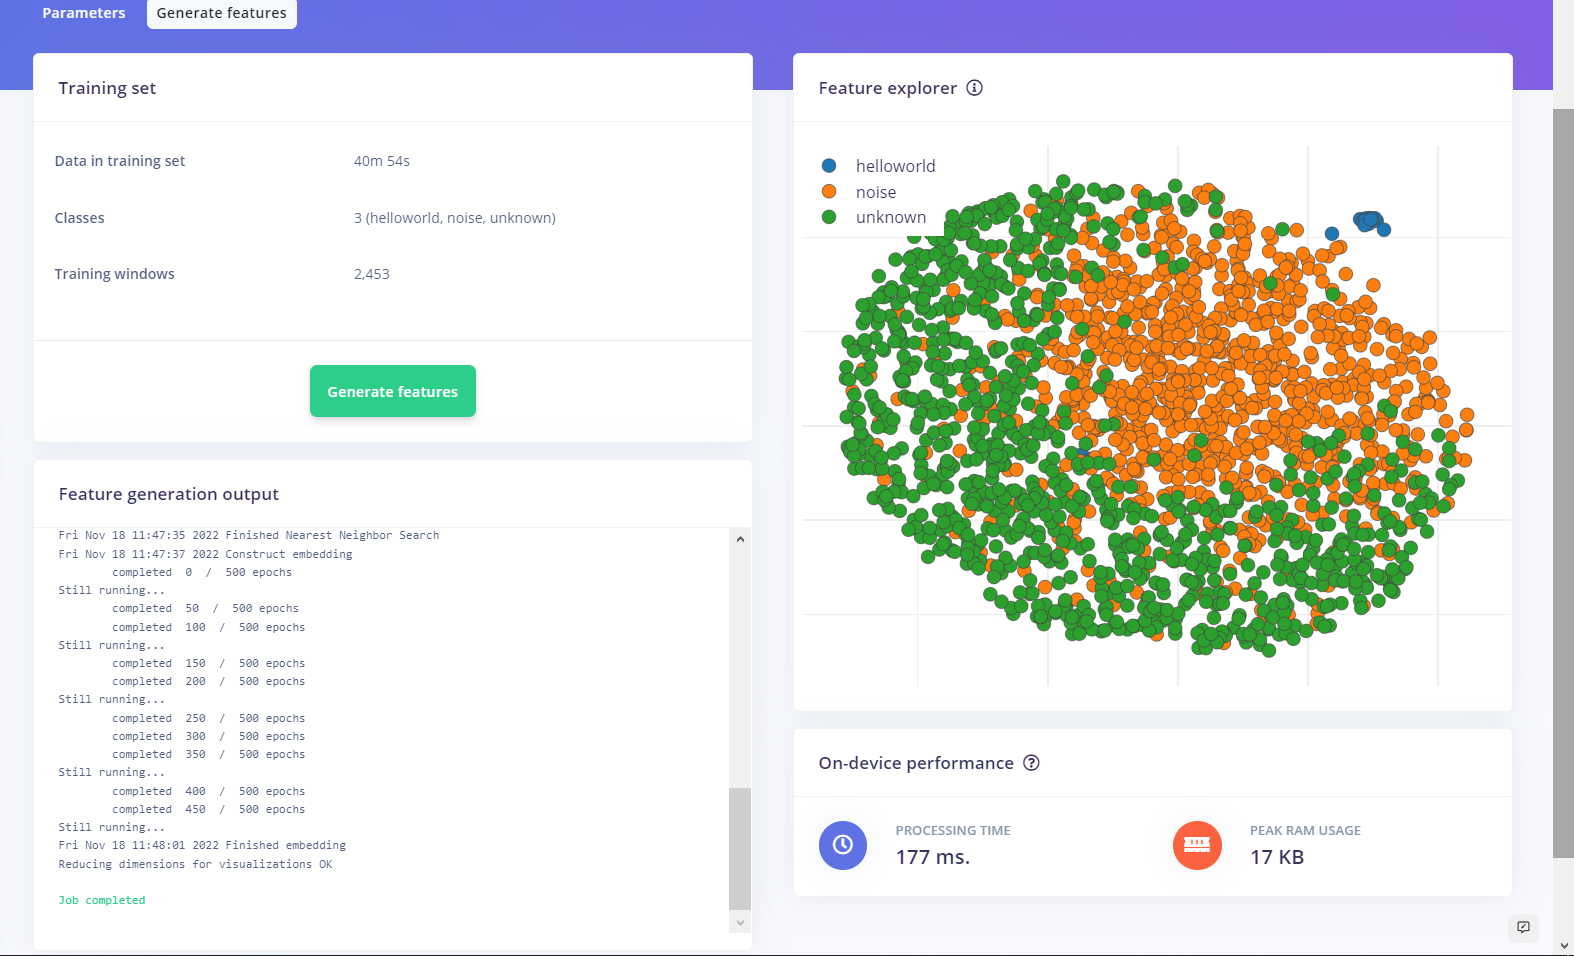 Parameters
Generate features
Training set
Data in training set 40m 54s
Classes 3 (helloworld, noise, unknown)
Training windows 2,453
Generate features
Feature generation output
Fri Nov 18 11:47:35 2022 Finished Nearest Neighbor Search
Fri Nov 18 11:47:37 2022 Construct embedding
completed 0 / 500 epochs
Still running...
completed 50 / 500 epochs
completed 100 / 500 epochs
Still running...
completed 150 / 500 epochs
completed 200 / 500 epochs
Still running...
completed 250 / 500 epochs
completed 300 / 500 epochs
completed 350 / 500 epochs
Still running...
completed 400 / 500 epochs
completed 450 / 500 epochs
Still running...
Fri Nov 18 11:48:01 2022 Finished embedding
Reducing dimensions for visualizations OK
Job completed
Feature explorer
helloworld
noise
unknown
On-device performance
PROCESSING TIME
177 ms.
PEAK RAM USAGE
17 KB